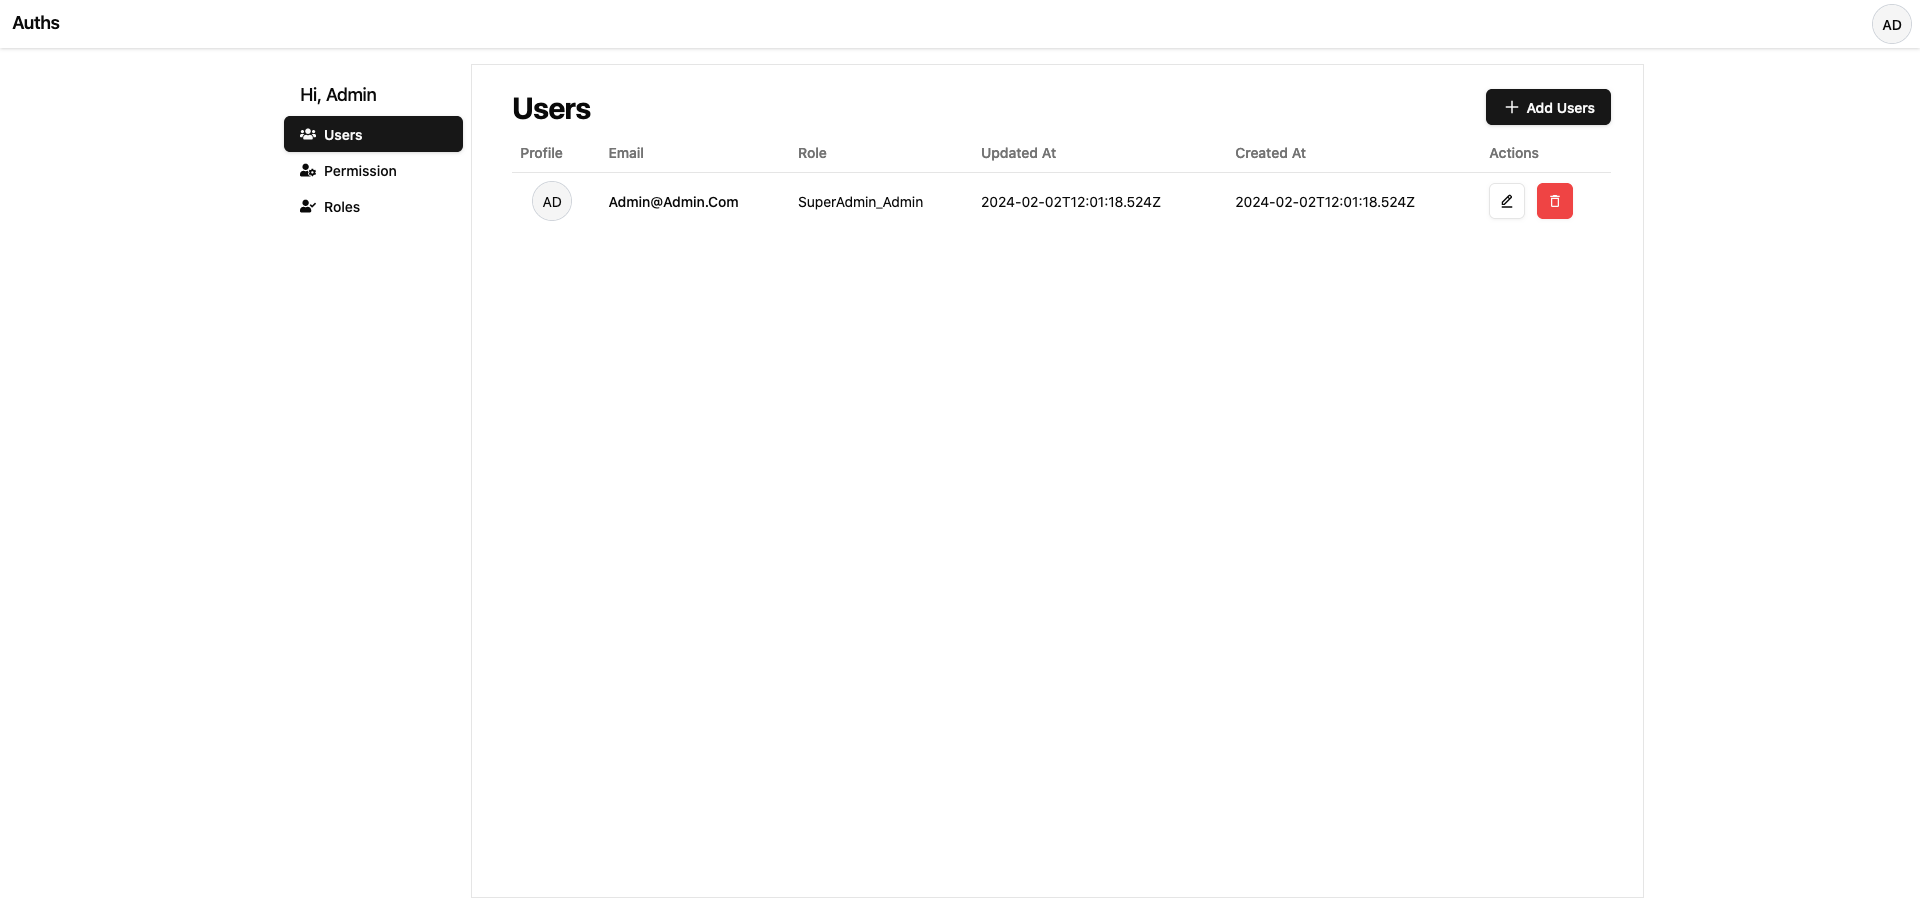 Auths
AD
Hi, Admin
Users
Permission
Roles
Users
Add Users
Profile Email Role Updated At Created At Actions
AD Admin@Admin.Com SuperAdmin_Admin 2024-02-02T12:01:18.524Z 2024-02-02T12:01:18.524Z